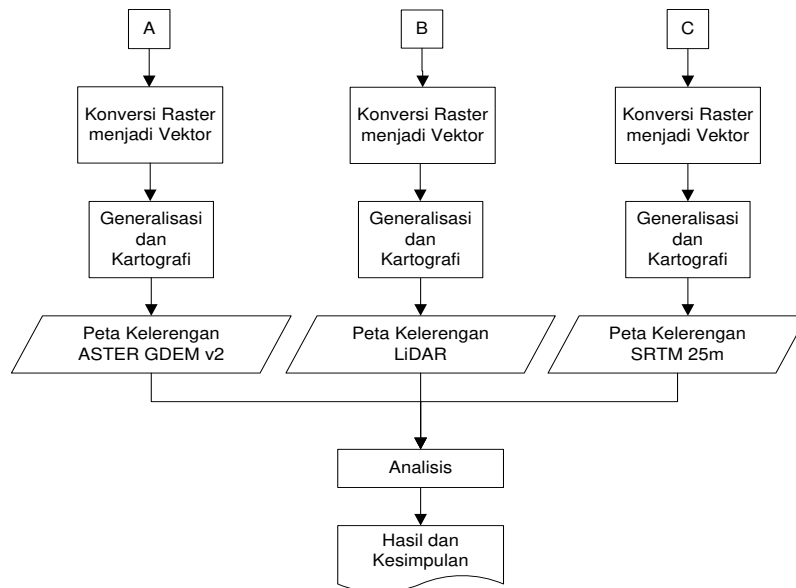 A
B
C
Konversi Raster
menjadi Vektor
Konversi Raster
menjadi Vektor
Konversi Raster
menjadi Vektor
Generalisasi
dan
Kartografi
Generalisasi
dan
Kartografi
Generalisasi
dan
Kartografi
Peta Kelerengan
ASTER GDEM v2
Peta Kelerengan
LiDAR
Peta Kelerengan
SRTM 25m
Analisis
Hasil dan
Kesimpulan